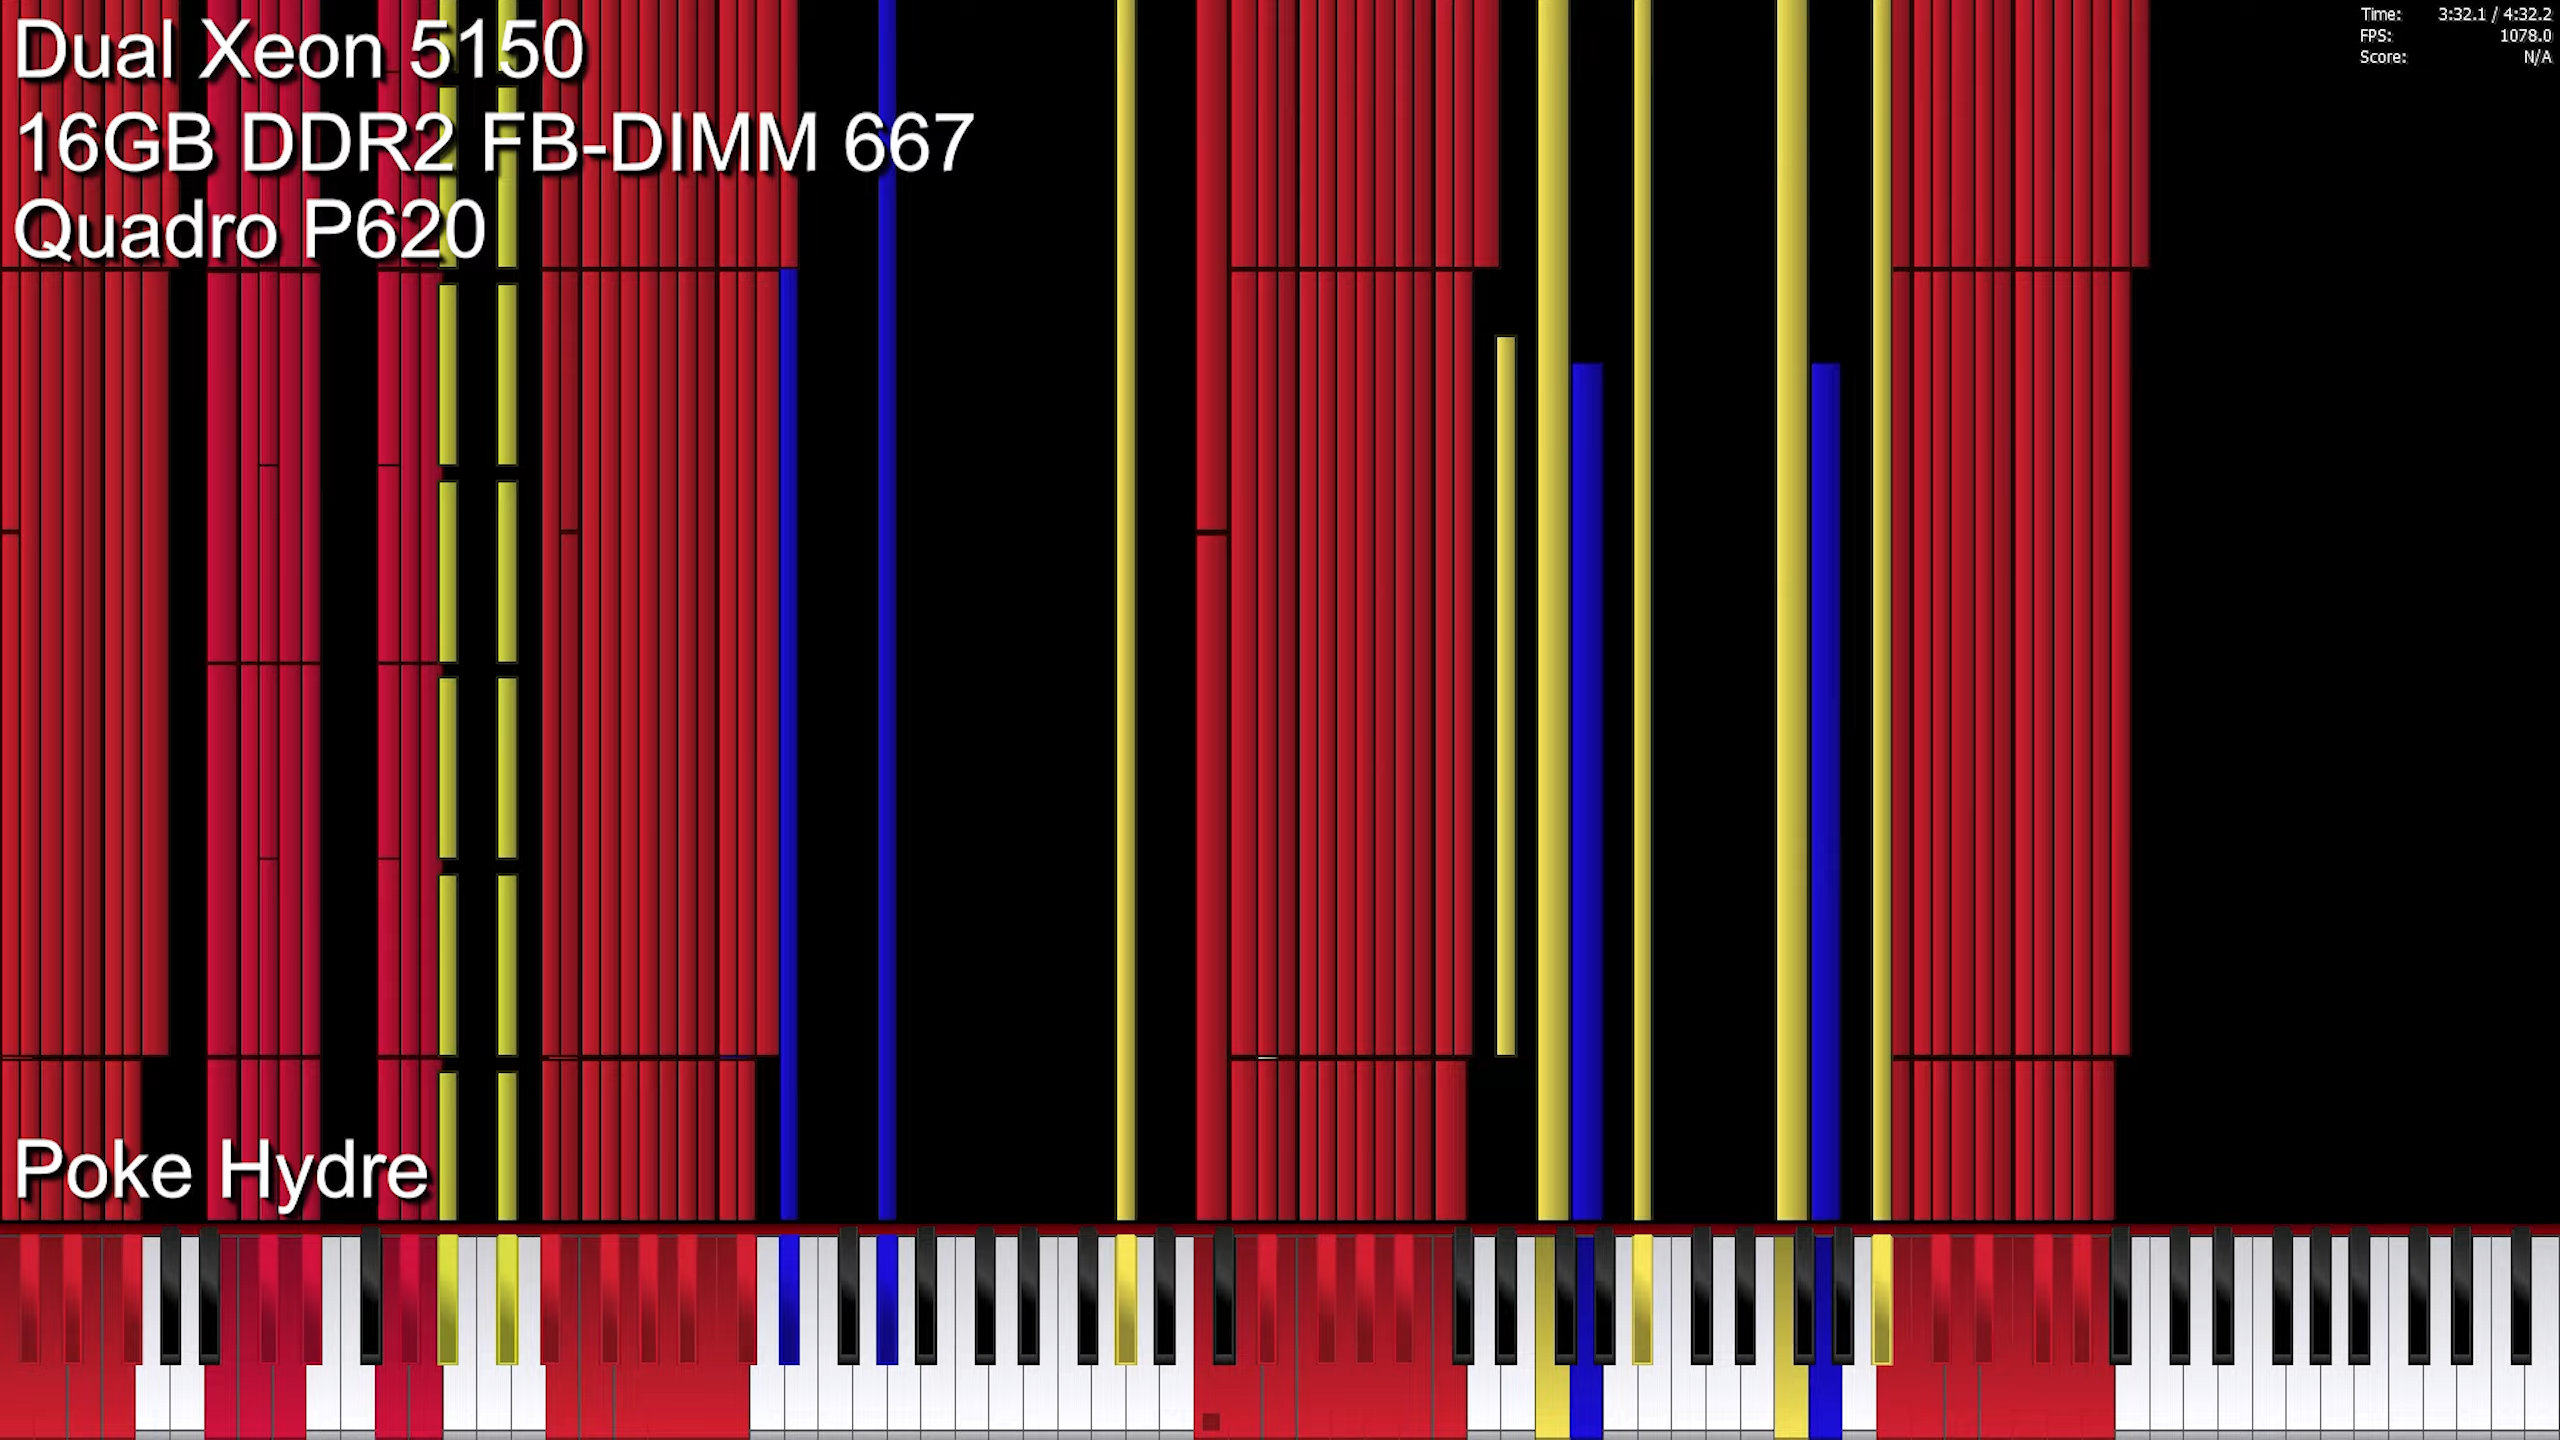 Dual Xeon 5150
16GB DDR2 FB-DIMM 667
Quadro P620
Time: 3:32.1 / 4:32.2
FPS: 1078.0
Score: N/A
Poke Hydre